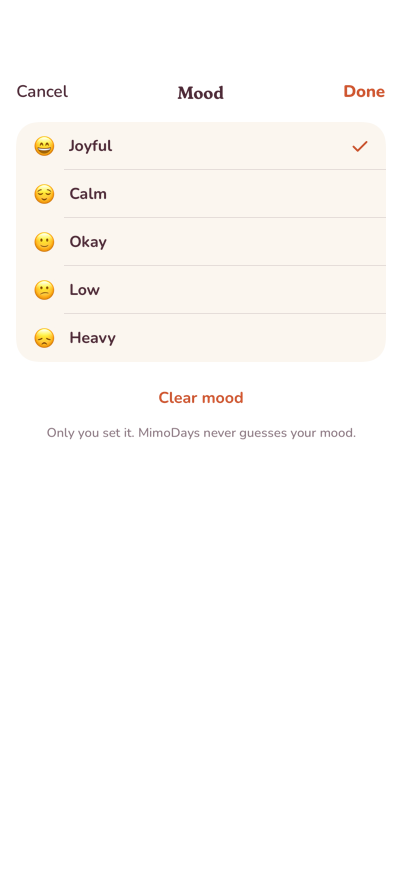 Cancel
Mood
Done
Joyful
Calm
Okay
Low
Heavy
Clear mood
Only you set it. MimoDays never guesses your mood.